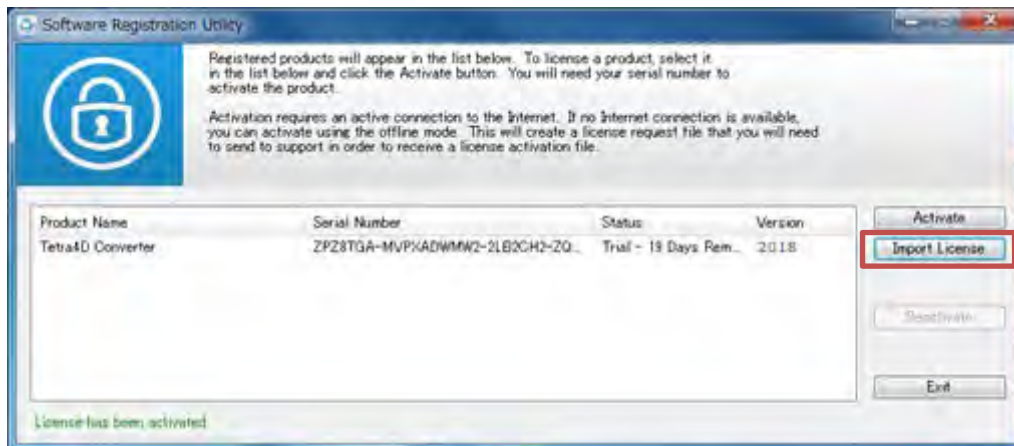 Software Registration Utility
Registered products will appear in the list below. To license a product, select it
in the list below and click the Activate button. You will need your serial number to
activate the product.
Activation requires an active connection to the Internet. If no Internet connection is available,
you can activate using the offline mode. This will create a license request file that you will need
to send to support in order to receive a license activation file.
Product Name Serial Number Status Version
Tetra4D Converter ZPZ8TGA-MVPXADWMW2-2LB2CH2-ZQ... Trial - 19 Days Rem... 2018
Activate
Import License
Deactivate
Exit
License has been activated